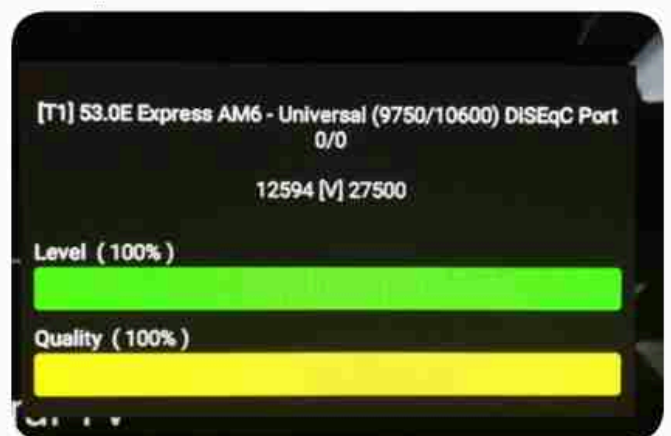 [T1] 53.0E Express AM6 - Universal (9750/10600) DiSEqC Port
0/0
12594 [V] 27500
Level ( 100% )
Quality ( 100% )